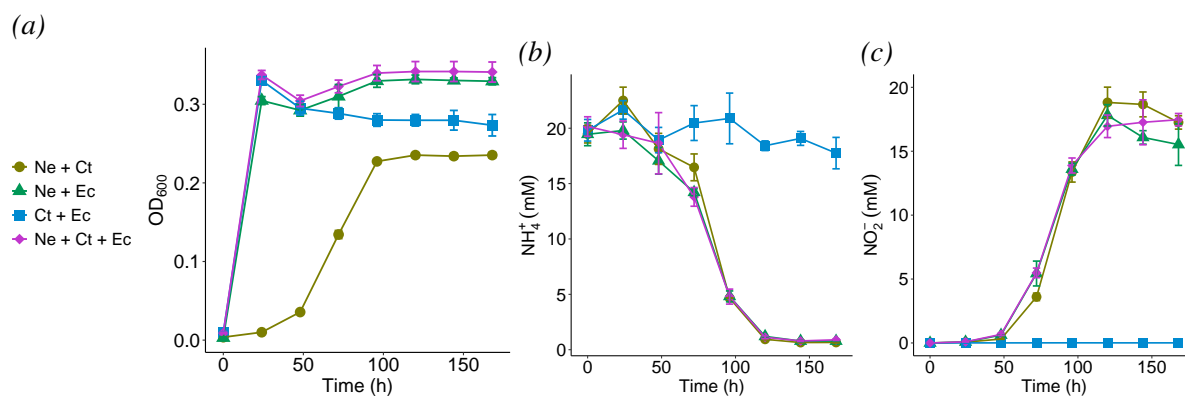 (a)
Ne + Ct
Ne + Ec
Ct + Ec
Ne + Ct + Ec
OD600
0.3
0.2
0.1
0.0
0
50
100
150
Time (h)
(b)
NH4+ (mM)
20
15
10
5
0
0
50
100
150
Time (h)
(c)
NO2− (mM)
20
15
10
5
0
0
50
100
150
Time (h)